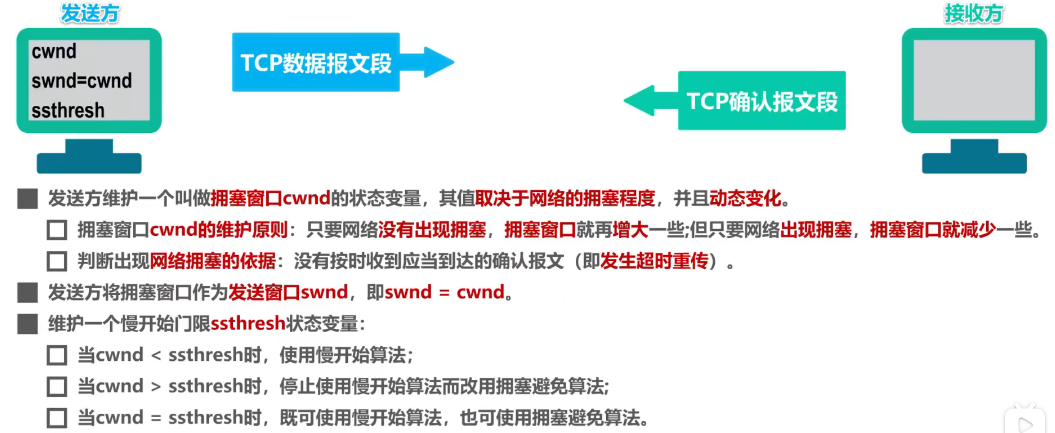 发送方
接收方
cwnd
swnd=cwnd
ssthresh
TCP数据报文段
TCP确认报文段
发送方维护一个叫做拥塞窗口cwnd的状态变量，其值取决于网络的拥塞程度，并且动态变化。
拥塞窗口cwnd的维护原则：只要网络没有出现拥塞，拥塞窗口就再增大一些;但只要网络出现拥塞，拥塞窗口就减少一些。
判断出现网络拥塞的依据：没有按时收到应当到达的确认报文（即发生超时重传）。
发送方将拥塞窗口作为发送窗口swnd，即swnd = cwnd。
维护一个慢开始门限ssthresh状态变量：
当cwnd < ssthresh时，使用慢开始算法；
当cwnd > ssthresh时，停止使用慢开始算法而改用拥塞避免算法;
当cwnd = ssthresh时，既可使用慢开始算法，也可使用拥塞避免算法。